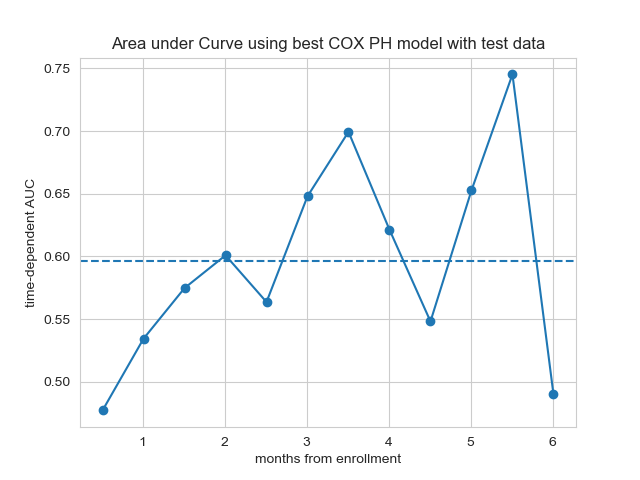 Area under Curve using best COX PH model with test data
0.75
0.70
0.65
0.60
0.55
0.50
time-dependent AUC
1 2 3 4 5 6
months from enrollment